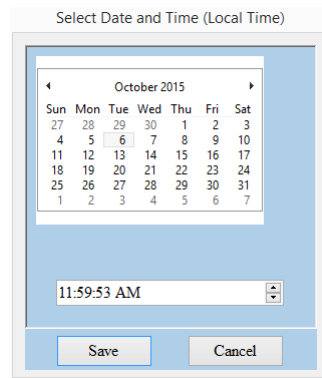 Select Date and Time (Local Time)
October 2015
Sun Mon Tue Wed Thu Fri Sat
27 28 29 30 1 2 3
4 5 6 7 8 9 10
11 12 13 14 15 16 17
18 19 20 21 22 23 24
25 26 27 28 29 30 31
1 2 3 4 5 6 7
11:59:53 AM
Save Cancel